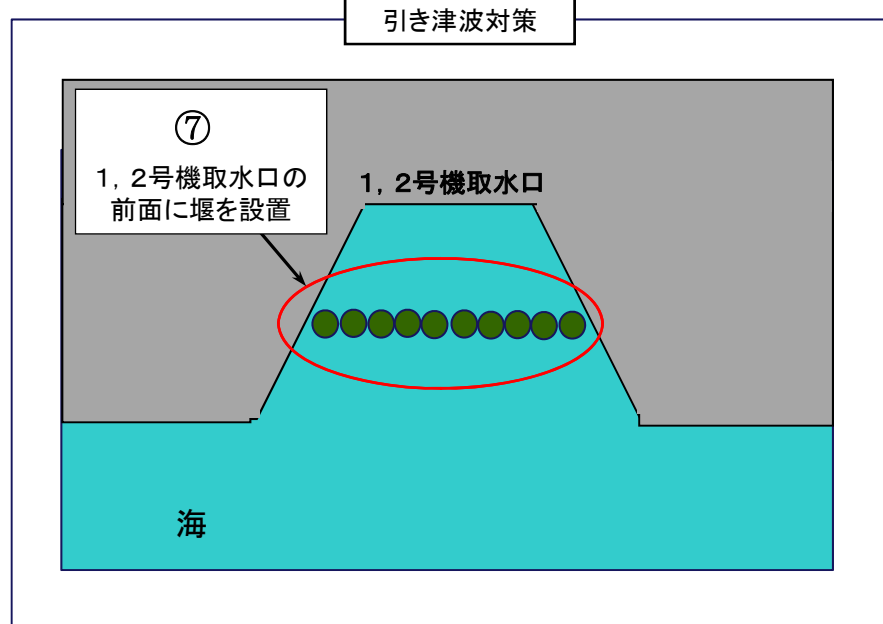 引き津波対策
⑦
1，2号機取水口の
前面に堰を設置
1，2号機取水口
海